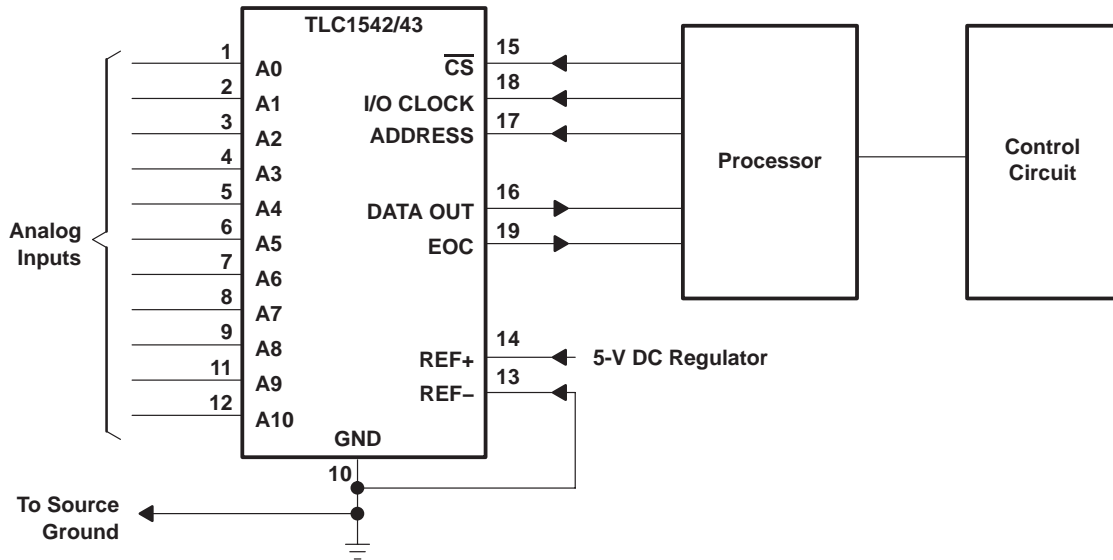 TLC1542/43
1
A0
2
A1
3
A2
4
A3
5
A4
6
A5
7
A6
8
A7
9
A8
11
A9
12
A10
Analog
Inputs
15
CS
18
I/O CLOCK
17
ADDRESS
16
DATA OUT
19
EOC
14
REF+
5-V DC Regulator
13
REF–
GND
10
To Source
Ground
Processor
Control
Circuit